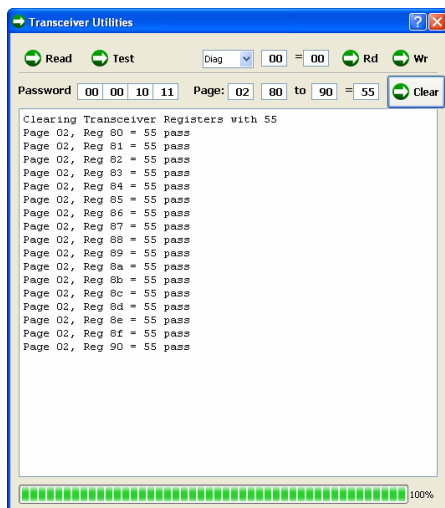 Transceiver Utilities
Read Test Diag 00 =00 Rd Wr
Password 00 00 10 11 Page: 02 80 to 90 =55 Clear
Clearing Transceiver Registers with 55
Page 02, Reg 80 = 55 pass
Page 02, Reg 81 = 55 pass
Page 02, Reg 82 = 55 pass
Page 02, Reg 83 = 55 pass
Page 02, Reg 84 = 55 pass
Page 02, Reg 85 = 55 pass
Page 02, Reg 86 = 55 pass
Page 02, Reg 87 = 55 pass
Page 02, Reg 88 = 55 pass
Page 02, Reg 89 = 55 pass
Page 02, Reg 8a = 55 pass
Page 02, Reg 8b = 55 pass
Page 02, Reg 8c = 55 pass
Page 02, Reg 8d = 55 pass
Page 02, Reg 8e = 55 pass
Page 02, Reg 8f = 55 pass
Page 02, Reg 90 = 55 pass
100%